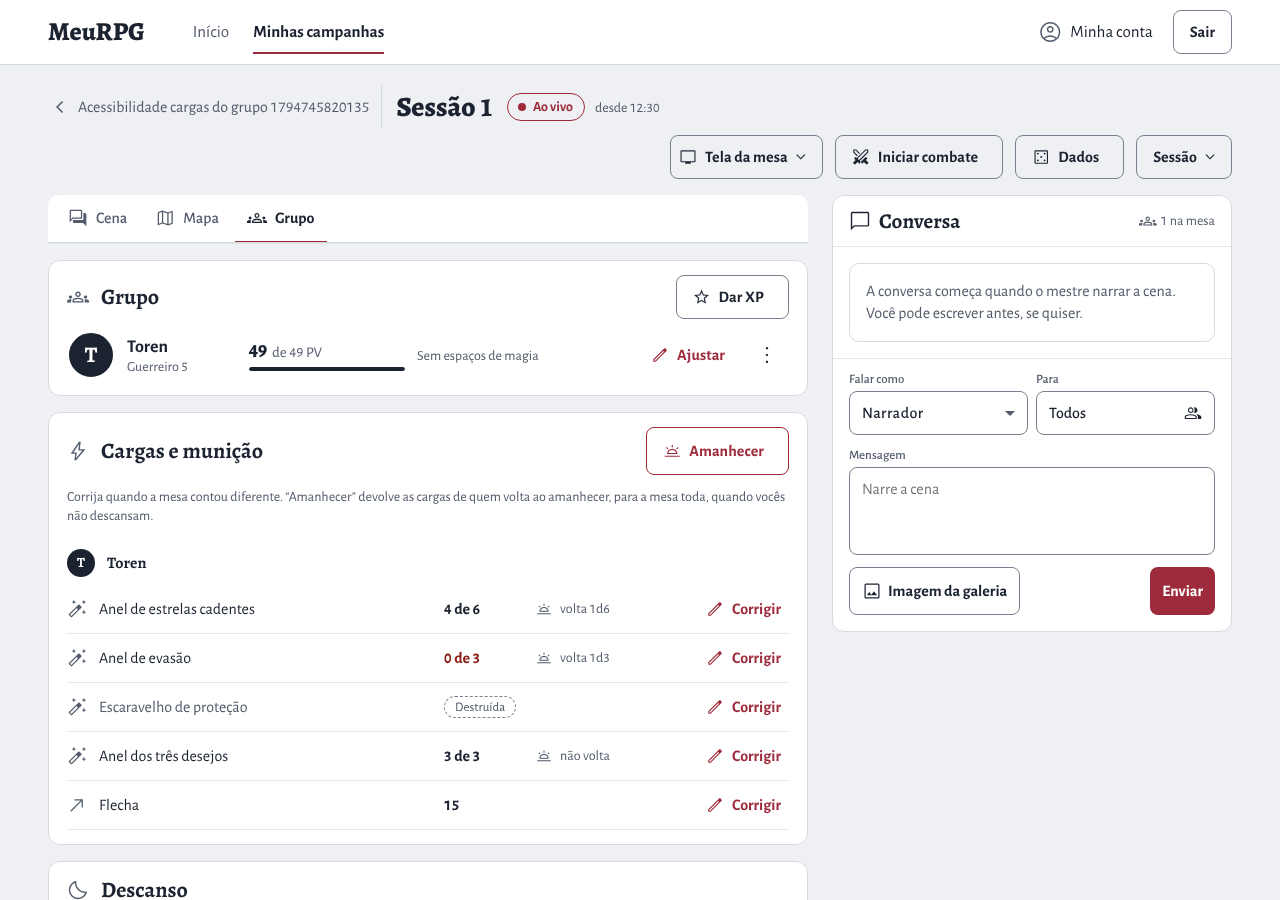 MeuRPG
Início
Minhas campanhas
Minha conta
Sair
Acessibilidade cargas do grupo 1794745820135
Sessão 1
Ao vivo
desde 12:30
Tela da mesa
Iniciar combate
Dados
Sessão
Cena
Mapa
Grupo
Grupo
Dar XP
T
Toren
Guerreiro 5
49 de 49 PV
Sem espaços de magia
Ajustar
Cargas e munição
Amanhecer
Corrija quando a mesa contou diferente. “Amanhecer” devolve as cargas de quem volta ao amanhecer, para a mesa toda, quando vocês
não descansam.
T
Toren
Anel de estrelas cadentes
4 de 6
volta 1d6
Corrigir
Anel de evasão
0 de 3
volta 1d3
Corrigir
Escaravelho de proteção
Destruída
Corrigir
Anel dos três desejos
3 de 3
não volta
Corrigir
Flecha
15
Corrigir
Descanso
Conversa
1 na mesa
A conversa começa quando o mestre narrar a cena.
Você pode escrever antes, se quiser.
Falar como
Para
Narrador
Todos
Mensagem
Narre a cena
Imagem da galeria
Enviar